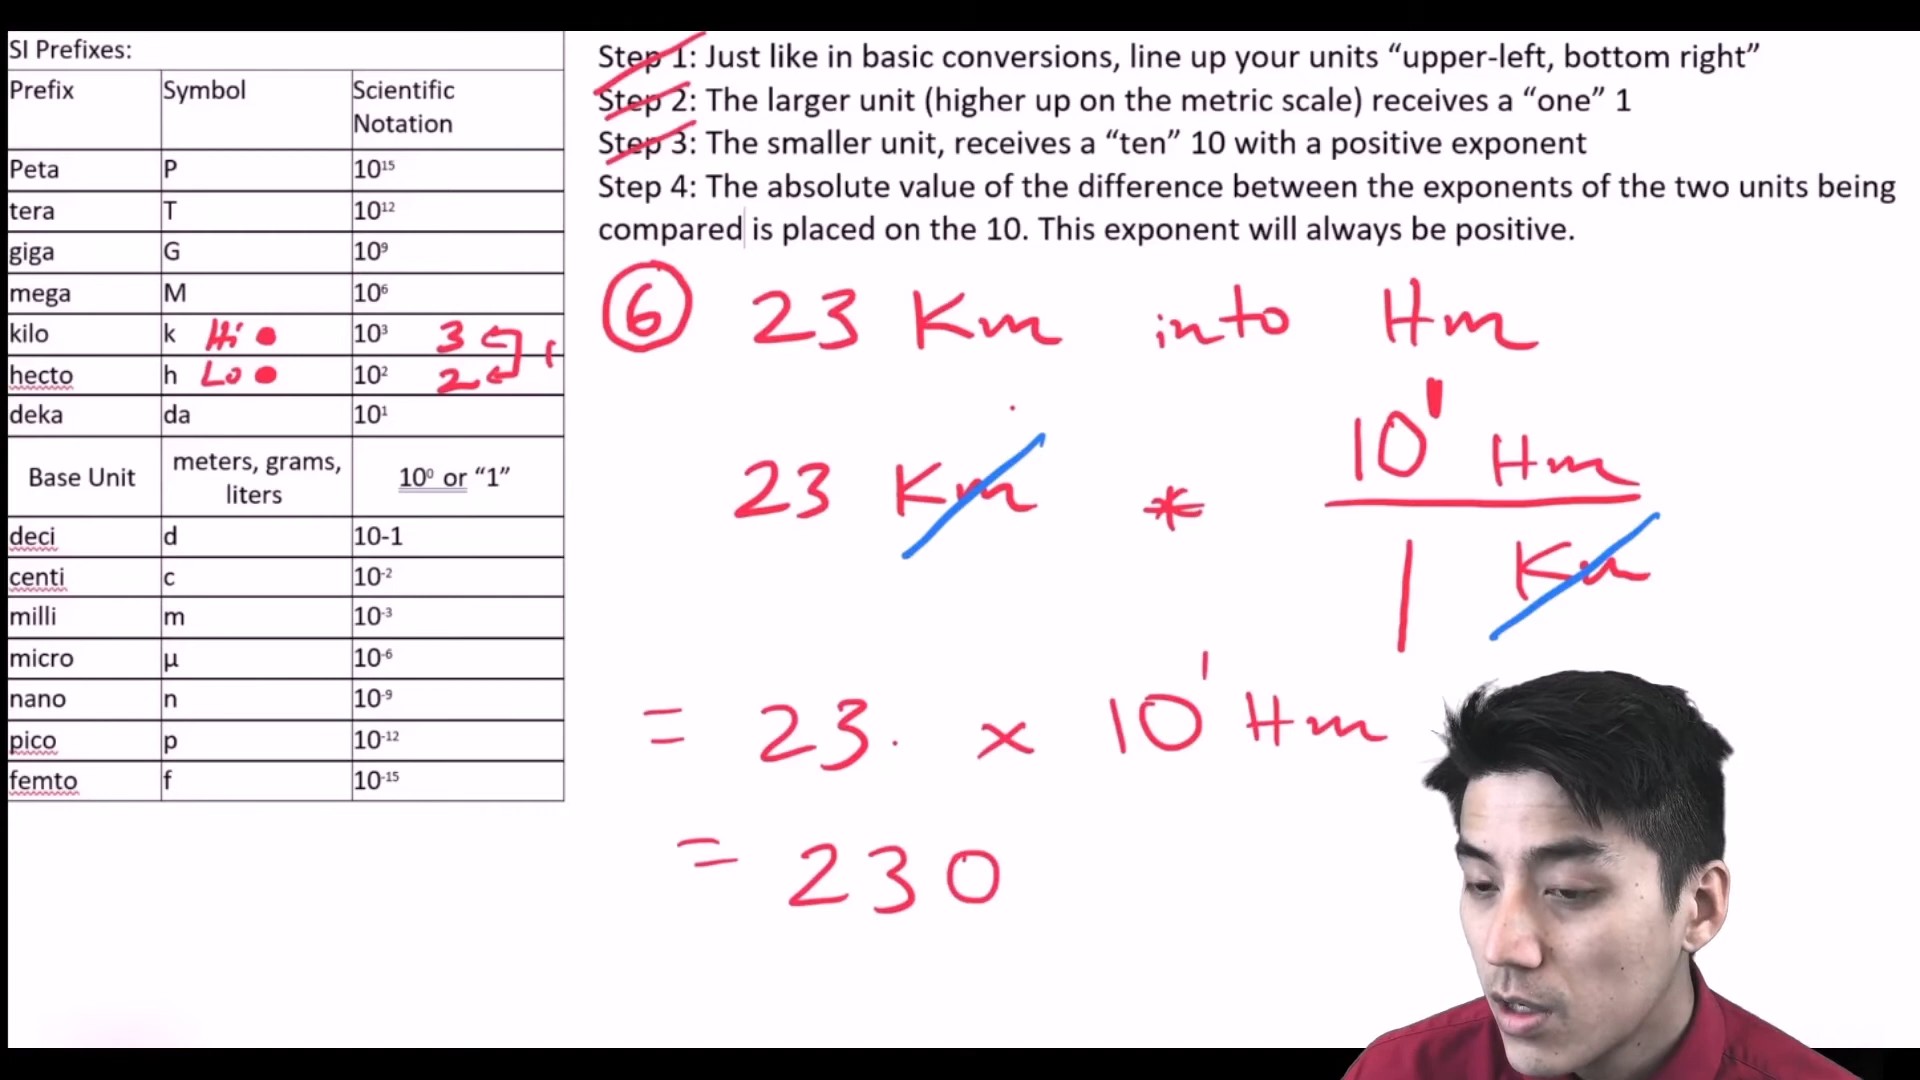 SI Prefixes:
Prefix Symbol Scientific Notation
Peta P 10¹⁵
tera T 10¹²
giga G 10⁹
mega M 10⁶
kilo k Hi 10³ 3
hecto h Lo 10² 2 1
deka da 10¹
Base Unit meters, grams, liters 10⁰ or “1”
deci d 10-1
centi c 10⁻²
milli m 10⁻³
micro µ 10⁻⁶
nano n 10⁻⁹
pico p 10⁻¹²
femto f 10⁻¹⁵
Step 1: Just like in basic conversions, line up your units “upper-left, bottom right”
Step 2: The larger unit (higher up on the metric scale) receives a “one” 1
Step 3: The smaller unit, receives a “ten” 10 with a positive exponent
Step 4: The absolute value of the difference between the exponents of the two units being
compared is placed on the 10. This exponent will always be positive.
6 23 Km into Hm
23 Km * 10¹ Hm
1 Km
= 23. x 10¹ Hm
= 230